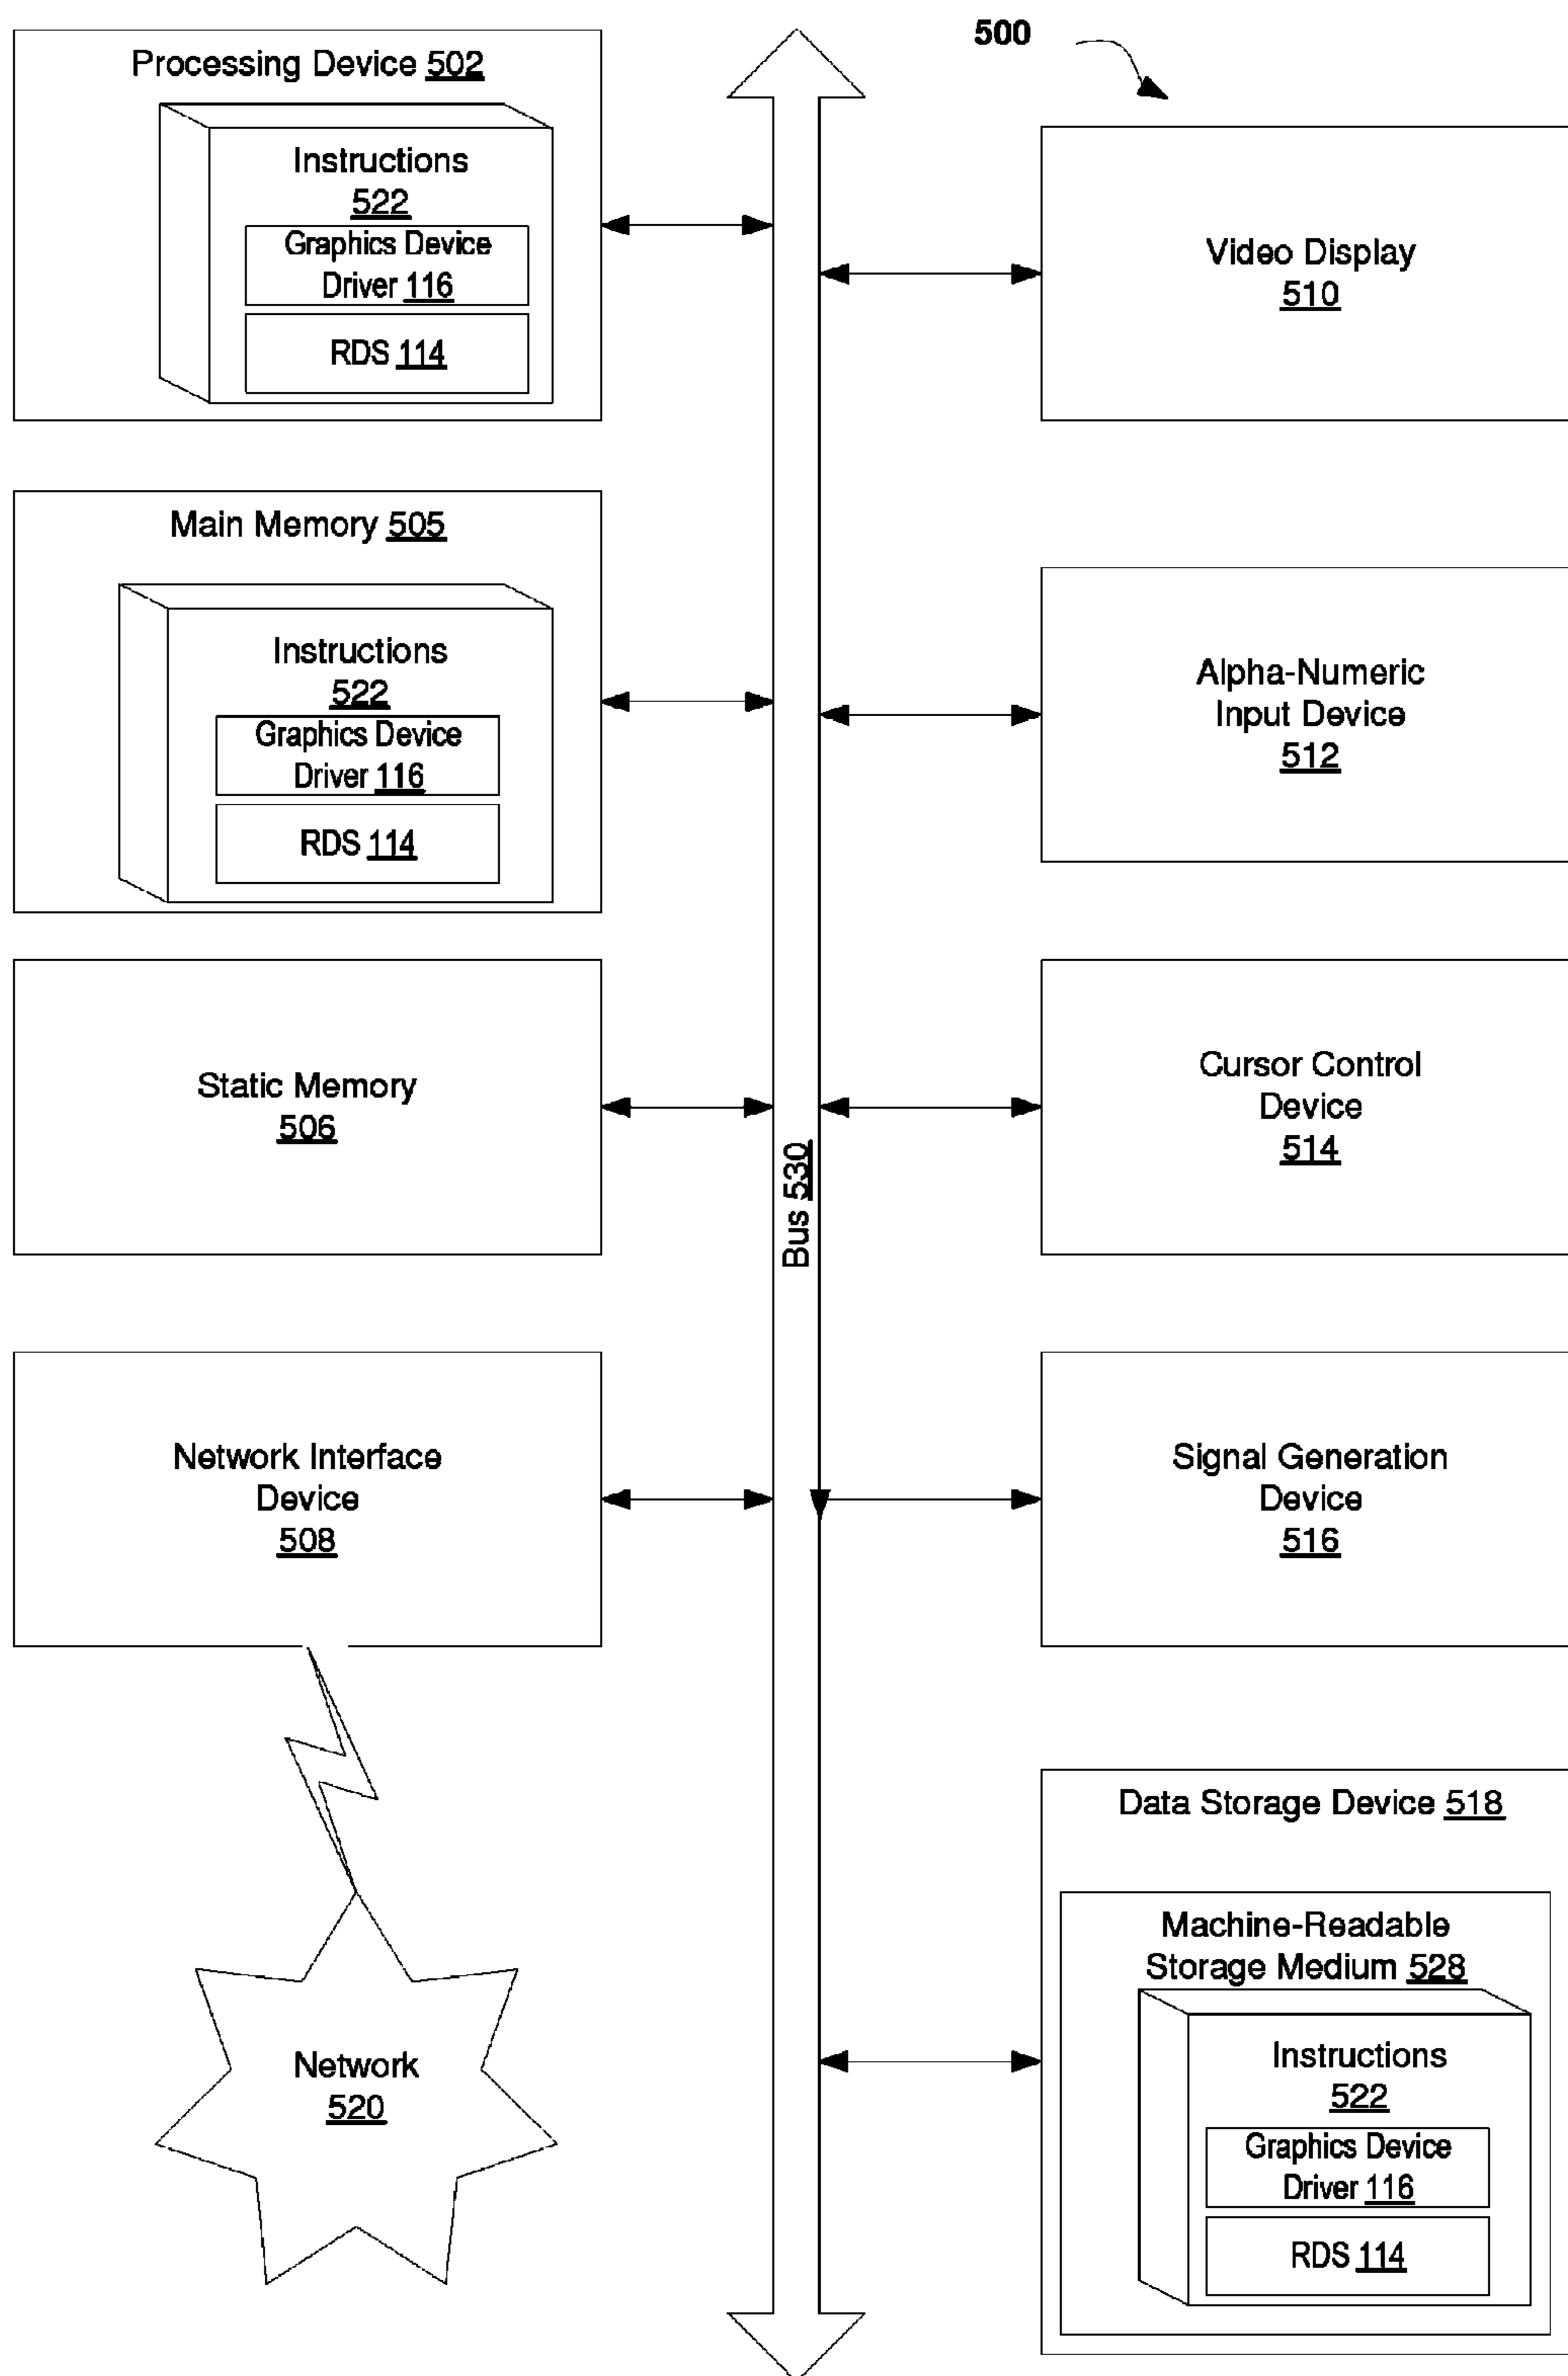 500
Processing Device 502
Instructions
522
Graphics Device
Driver 116
RDS 114
Main Memory 505
Instructions
522
Graphics Device
Driver 116
RDS 114
Static Memory
506
Network Interface
Device
508
Network
520
Bus 530
Video Display
510
Alpha-Numeric
Input Device
512
Cursor Control
Device
514
Signal Generation
Device
516
Data Storage Device 518
Machine-Readable
Storage Medium 528
Instructions
522
Graphics Device
Driver 116
RDS 114